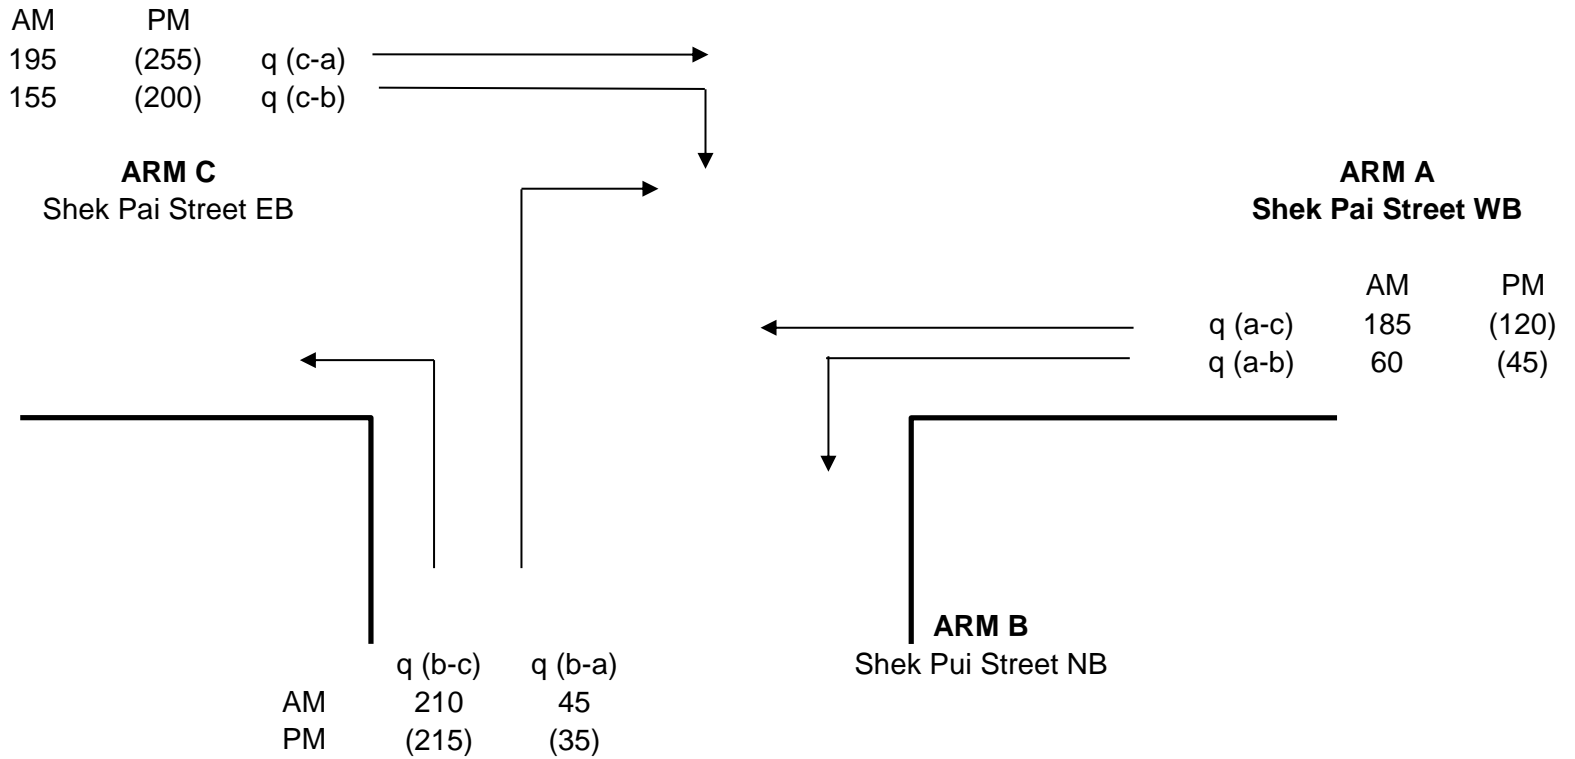 AM PM
195 (255) q (c-a)
155 (200) q (c-b)
ARM C
Shek Pai Street EB
ARM A
Shek Pai Street WB
AM PM
q (a-c) 185 (120)
q (a-b) 60 (45)
ARM B
Shek Pui Street NB
q (b-c) q (b-a)
AM 210 45
PM (215) (35)